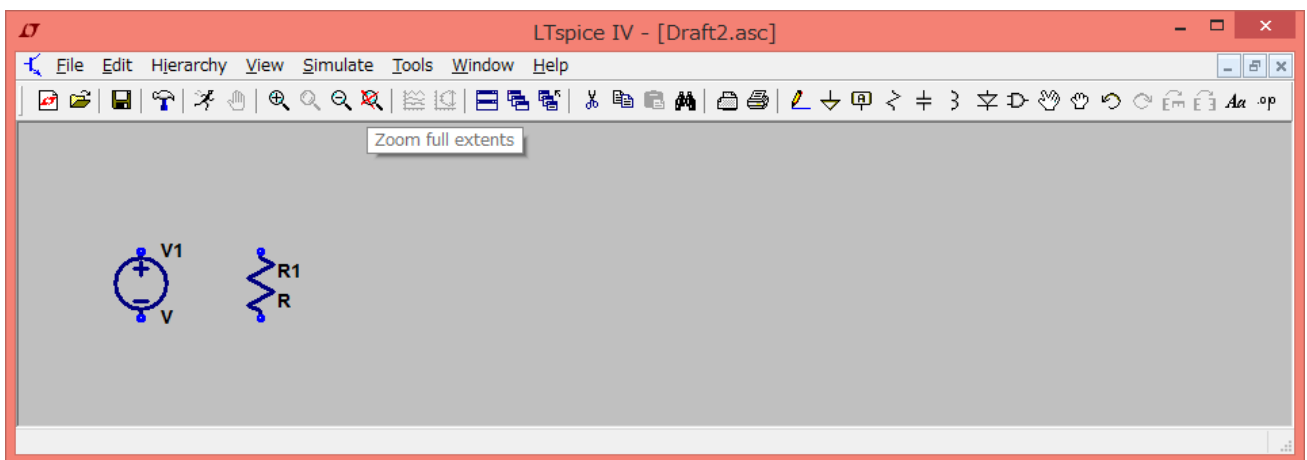 LTspice IV - [Draft2.asc]
File Edit Hierarchy View Simulate Tools Window Help
Aa .op
Zoom full extents
V1
R1
R
V